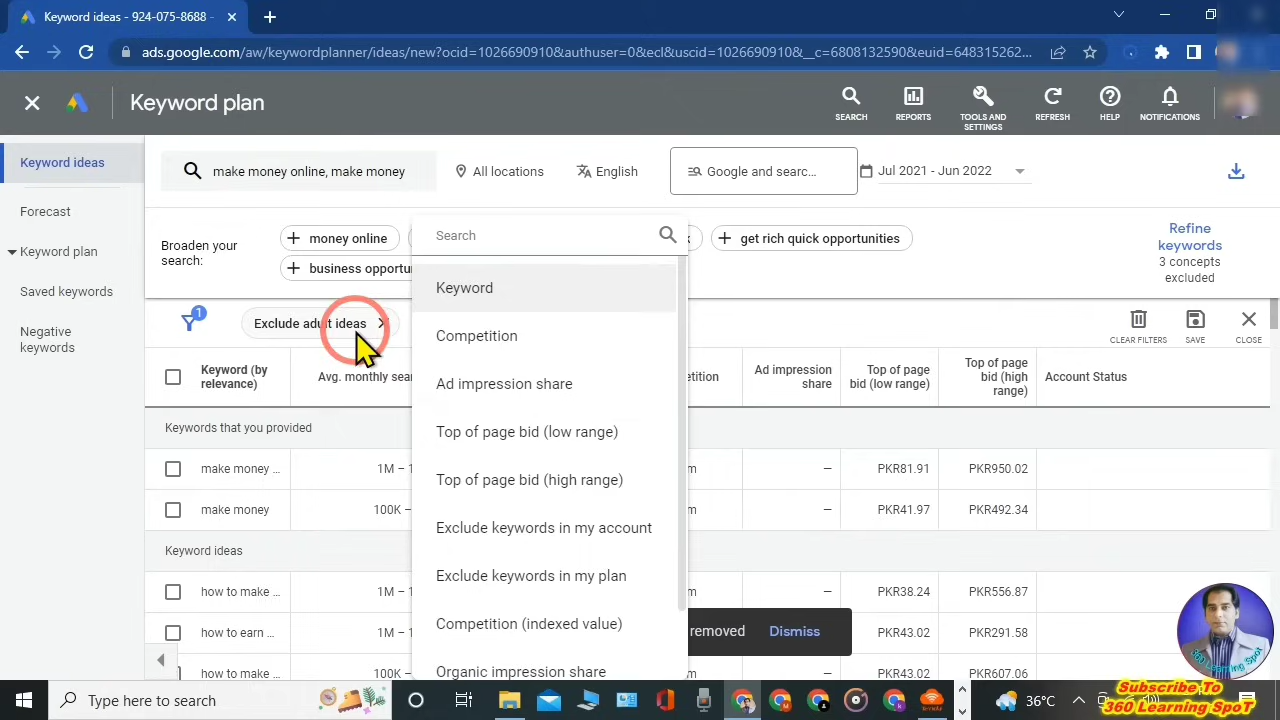 Keyword ideas - 924-075-8688 -
ads.google.com/aw/keywordplanner/ideas/new?ocid=1026690910&authuser=0&ecl&uscid=1026690910&__c=6808132590&euid=648315262...
Keyword plan
SEARCH
REPORTS
TOOLS AND
SETTINGS
REFRESH
HELP
NOTIFICATIONS
Keyword ideas
Forecast
Keyword plan
Saved keywords
Negative
keywords
make money online, make money
All locations
English
Google and searc...
Jul 2021 - Jun 2022
Broaden your
search:
money online
get rich quick opportunities
business opportu
Refine
keywords
3 concepts
excluded
Search
Keyword
Competition
Ad impression share
Top of page bid (low range)
Top of page bid (high range)
Exclude keywords in my account
Exclude keywords in my plan
Competition (indexed value)
Organic impression share
1
Exclude adult ideas
CLEAR FILTERS
SAVE
CLOSE
Keyword (by
relevance)
Avg. monthly sear
etition
Ad impression
share
Top of page
bid (low range)
Top of page
bid (high
range)
Account Status
Keywords that you provided
make money ... 1M – 1 m – PKR81.91 PKR950.02
make money 100K – – PKR41.97 PKR492.34
Keyword ideas
how to make ... 1M – 1 – PKR38.24 PKR556.87
how to earn ... 1M – 1 – PKR43.02 PKR291.58
make money ... 100K – – PKR43.02 PKR607.06
removed Dismiss
360 Learning Spot
Type here to search
36°C
Subscribe To
360 Learning SpoT